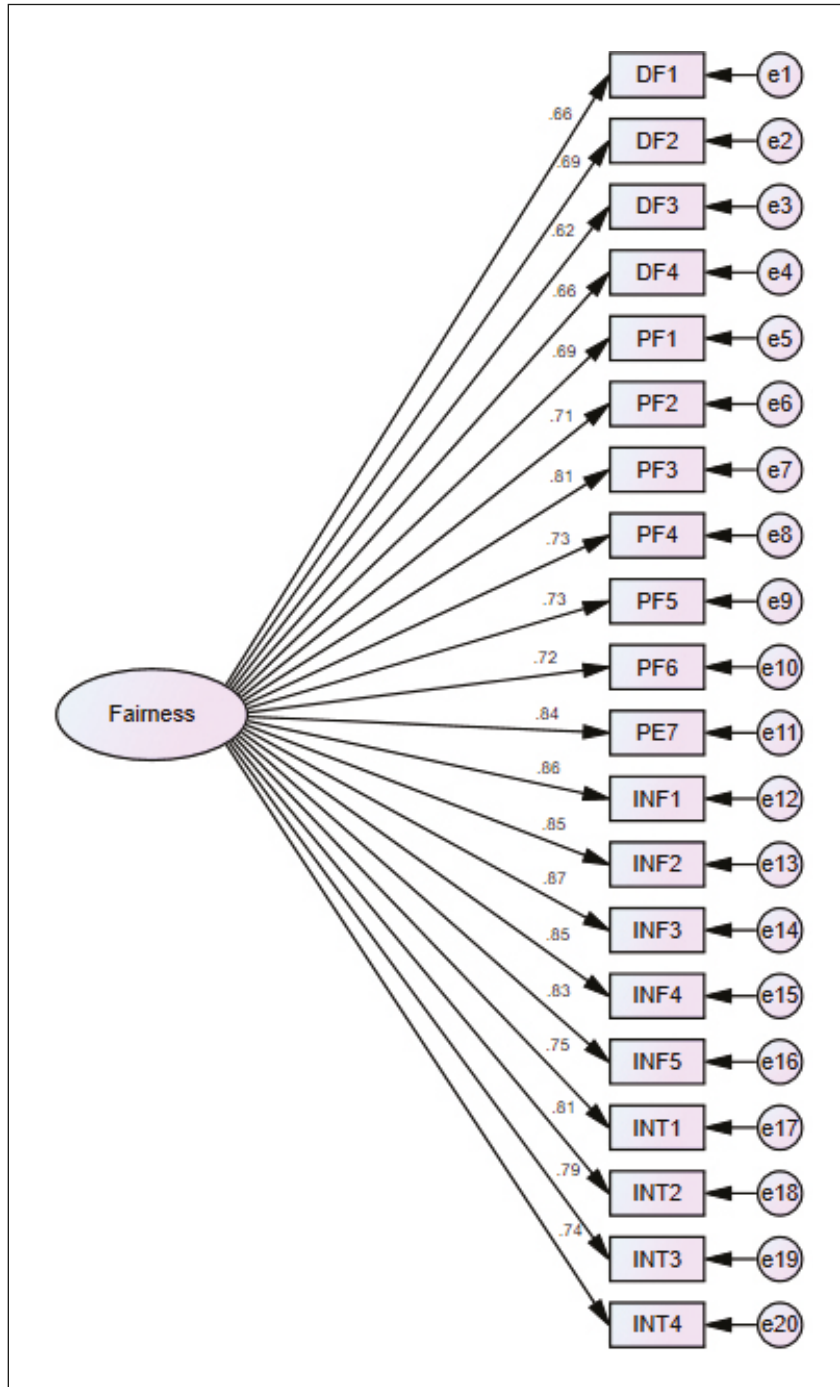 DF1 e1
.66
DF2 e2
.69
DF3 e3
.62
DF4 e4
.66
PF1 e5
.69
PF2 e6
.71
PF3 e7
.81
PF4 e8
.73
PF5 e9
.73
PF6 e10
.72
Fairness
PE7 e11
.84
INF1 e12
.86
INF2 e13
.85
INF3 e14
.87
INF4 e15
.85
INF5 e16
.83
INT1 e17
.75
INT2 e18
.81
INT3 e19
.79
INT4 e20
.74